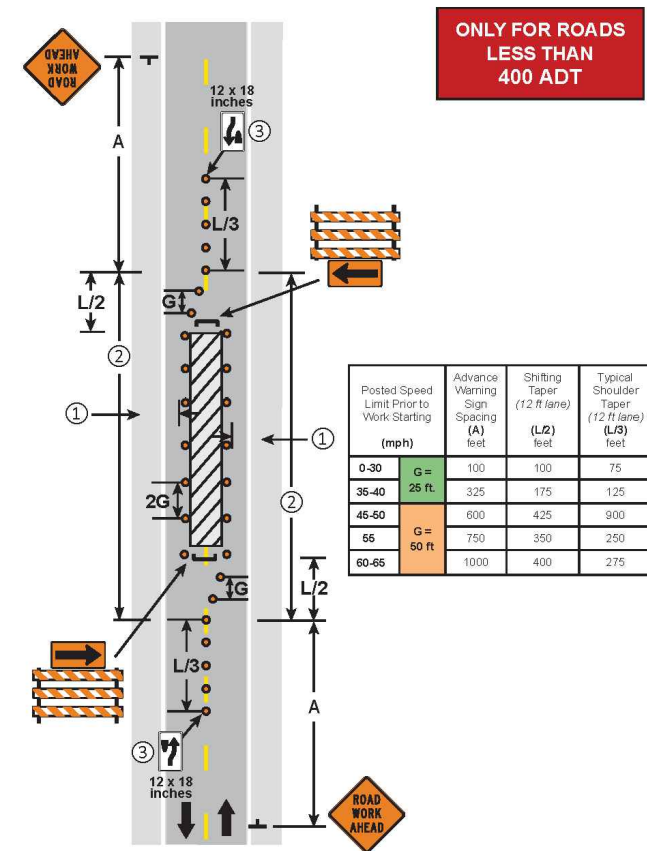 ONLY FOR ROADS
LESS THAN
400 ADT
ROAD
WORK
AHEAD
12 x 18
inches
3
A
L/3
L/2
G
2
1
1
2G
2
G
L/2
L/3
A
3
12 x 18
inches
ROAD
WORK
AHEAD
Posted Speed
Limit Prior to
Work Starting
(mph)
Advance
Warning
Sign
Spacing
(A)
feet
Shifting
Taper
(12 ft lane)
(L/2)
feet
Typical
Shoulder
Taper
(12 ft lane)
(L/3)
feet
0-30 G = 25 ft. 100 100 75
35-40 325 175 125
45-50 G = 50 ft 600 425 900
55 750 350 250
60-65 1000 400 275